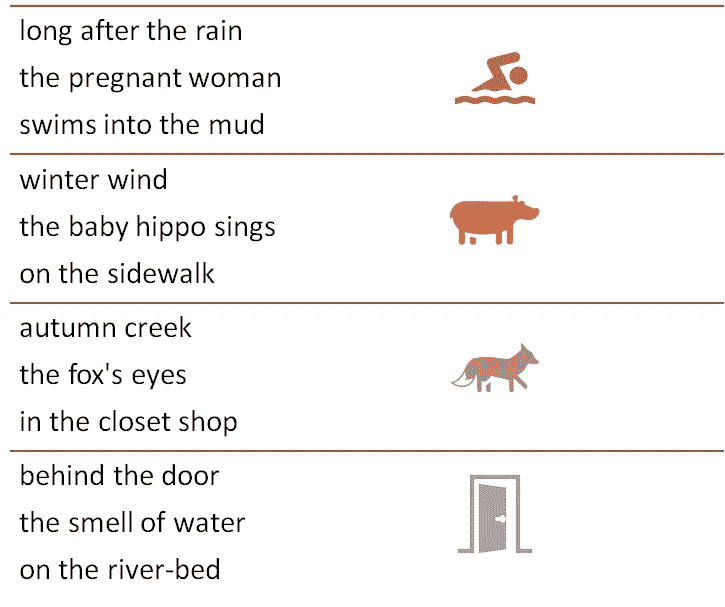 long after the rain
the pregnant woman
swims into the mud
winter wind
the baby hippo sings
on the sidewalk
autumn creek
the fox's eyes
in the closet shop
behind the door
the smell of water
on the river-bed